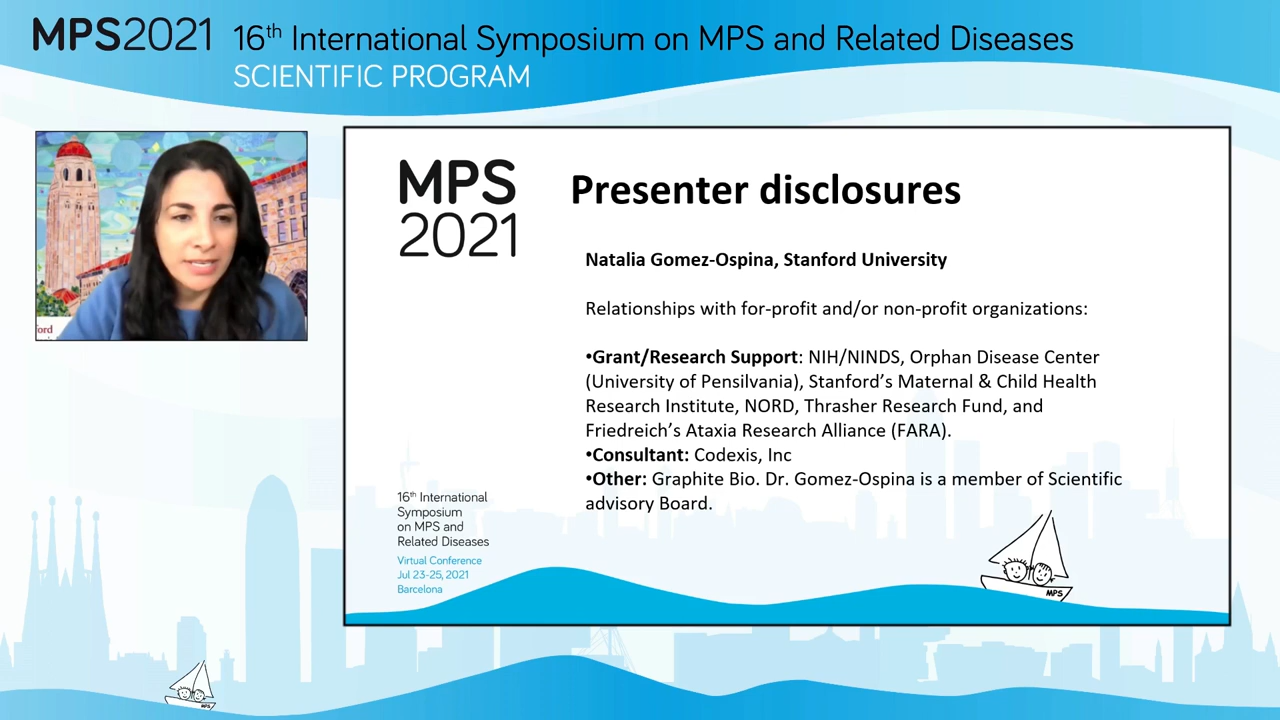 MPS2021 16th International Symposium on MPS and Related Diseases
SCIENTIFIC PROGRAM
ord
MPS
2021
Presenter disclosures
Natalia Gomez-Ospina, Stanford University
Relationships with for-profit and/or non-profit organizations:
•Grant/Research Support: NIH/NINDS, Orphan Disease Center
(University of Pensilvania), Stanford’s Maternal & Child Health
Research Institute, NORD, Thrasher Research Fund, and
Friedreich’s Ataxia Research Alliance (FARA).
•Consultant: Codexis, Inc
•Other: Graphite Bio. Dr. Gomez-Ospina is a member of Scientific
advisory Board.
16th International
Symposium
on MPS and
Related Diseases
Virtual Conference
Jul 23-25, 2021
Barcelona
MPS
MPS